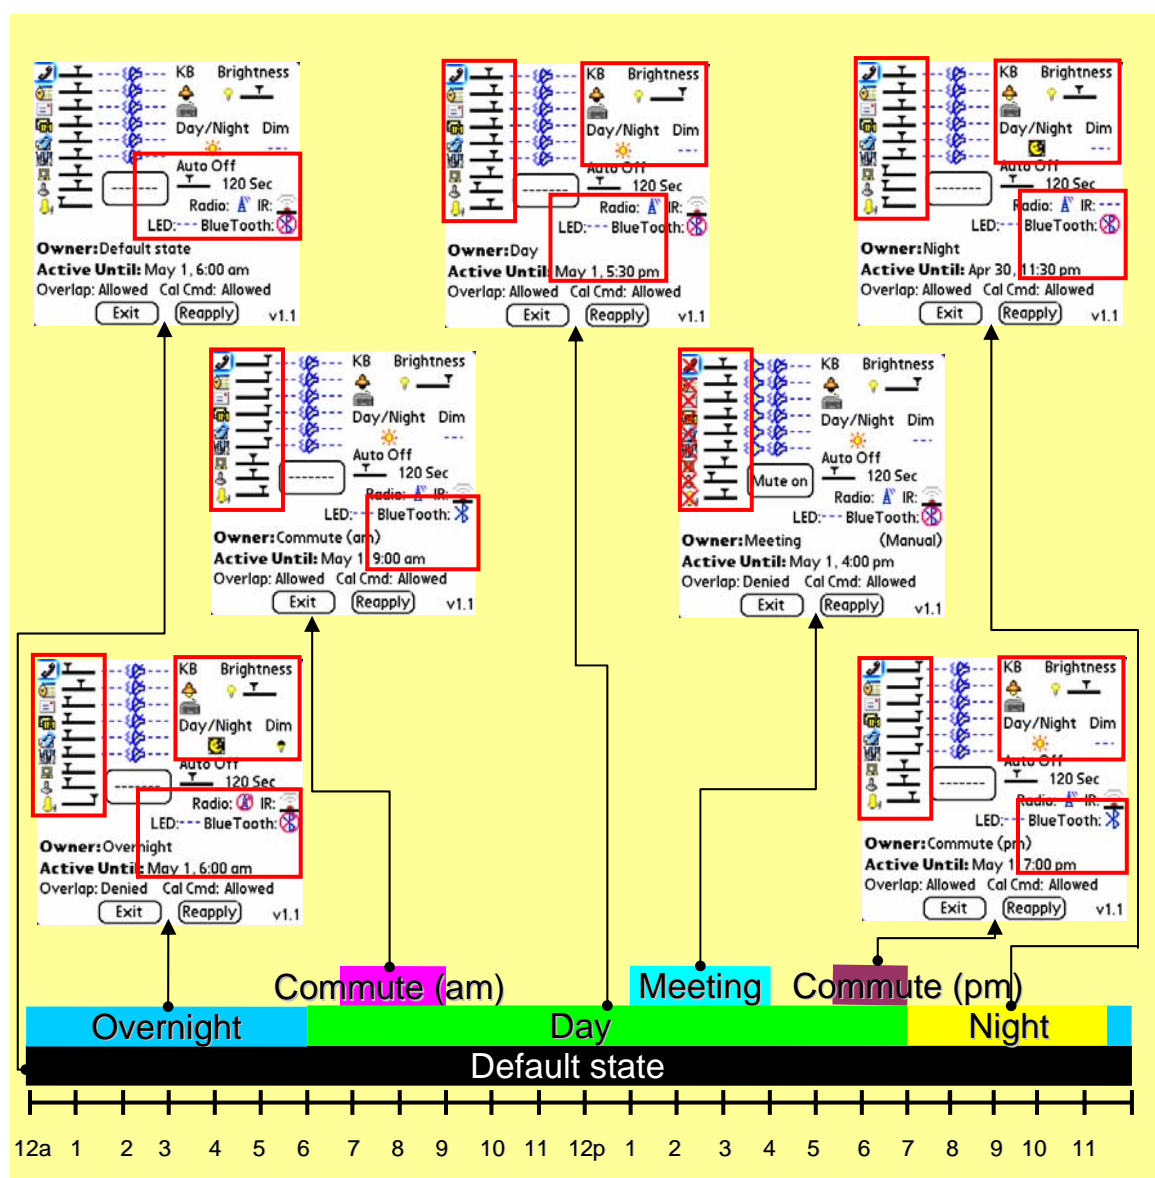 KB Brightness
Day/Night Dim
Auto Off
120 Sec
Radio: IR:
LED:--- BlueTooth:
Owner: Default state
Active Until: May 1, 6:00 am
Overlap: Allowed Cal Cmd: Allowed
Exit Reapply v1.1
KB Brightness
Day/Night Dim
Auto Off
120 Sec
Radio: IR:
LED:--- BlueTooth:
Owner: Day
Active Until: May 1, 5:30 pm
Overlap: Allowed Cal Cmd: Allowed
Exit Reapply v1.1
KB Brightness
Day/Night Dim
Auto Off
120 Sec
Radio: IR: ---
LED:--- BlueTooth:
Owner: Night
Active Until: Apr 30, 11:30 pm
Overlap: Allowed Cal Cmd: Allowed
Exit Reapply v1.1
KB Brightness
Day/Night Dim
Auto Off
120 Sec
Radio: IR:
LED:--- BlueTooth:
Owner: Commute (am)
Active Until: May 1, 9:00 am
Overlap: Allowed Cal Cmd: Allowed
Exit Reapply v1.1
KB Brightness
Day/Night Dim
Auto Off
120 Sec
Mute on
Radio: IR:
LED:--- BlueTooth:
Owner: Meeting (Manual)
Active Until: May 1, 4:00 pm
Overlap: Denied Cal Cmd: Allowed
Exit Reapply v1.1
KB Brightness
Day/Night Dim
Auto Off
120 Sec
Radio: IR:
LED:--- BlueTooth:
Owner: Overnight
Active Until: May 1, 6:00 am
Overlap: Denied Cal Cmd: Allowed
Exit Reapply v1.1
KB Brightness
Day/Night Dim
Auto Off
120 Sec
Radio: IR:
LED:--- BlueTooth:
Owner: Commute (pm)
Active Until: May 1, 7:00 pm
Overlap: Allowed Cal Cmd: Allowed
Exit Reapply v1.1
Commute (am) Meeting Commute (pm)
Overnight Day Night
Default state
12a 1 2 3 4 5 6 7 8 9 10 11 12p 1 2 3 4 5 6 7 8 9 10 11